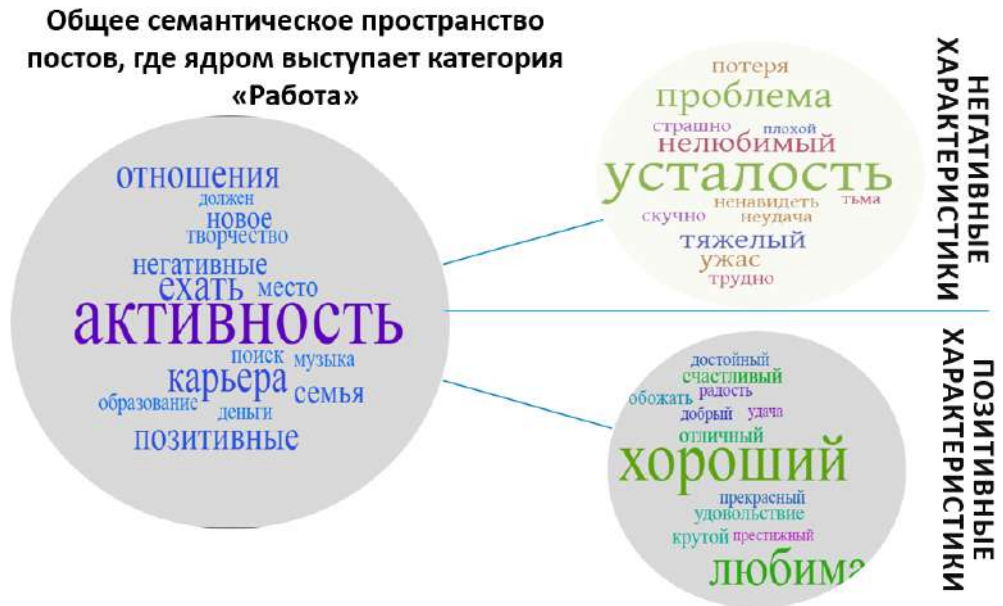 Общее семантическое пространство
постов, где ядром выступает категория
«Работа»
отношения
должен
новое
творчество
негативные
ехать место
активность
поиск музыка
карьера семья
образование деньги
позитивные
потеря
проблема
страшно плохой
нелюбимый
усталость
ненавидеть тьма
скучно неудача
тяжелый
ужас
трудно
НЕГАТИВНЫЕ
ХАРАКТЕРИСТИКИ
достойный
счастливый
обожать радость
добрый удача
отличный
хороший
прекрасный
удовольствие
крутой престижный
любима
ПОЗИТИВНЫЕ
ХАРАКТЕРИСТИКИ